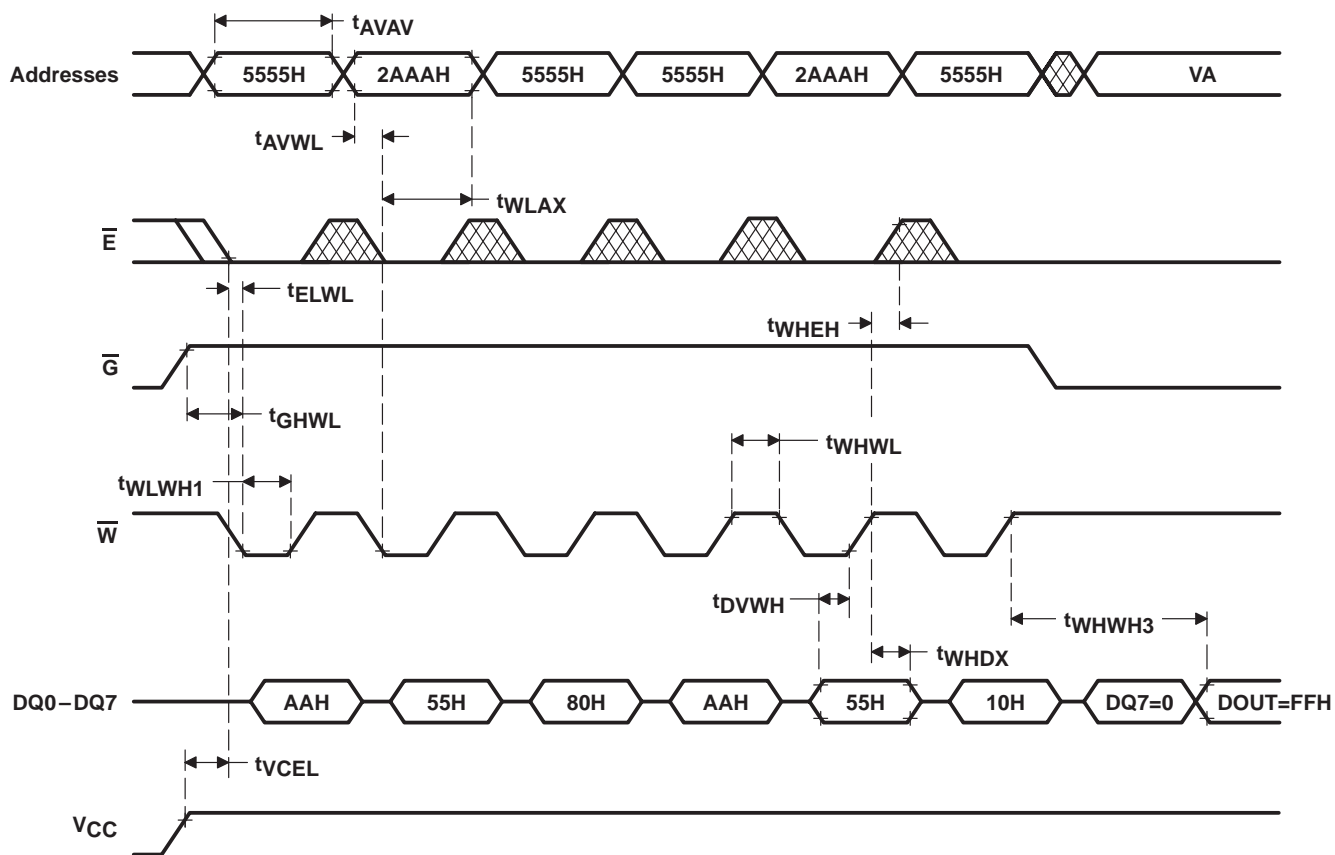 tAVAV
Addresses 5555H 2AAAH 5555H 5555H 2AAAH 5555H VA
tAVWL
tWLAX
E
tELWL
tWHEH
G
tGHWL
tWHWL
tWLWH1
W
tDVWH
tWHWH3
tWHDX
DQ0–DQ7 AAH 55H 80H AAH 55H 10H DQ7=0 DOUT=FFH
tVCEL
VCC